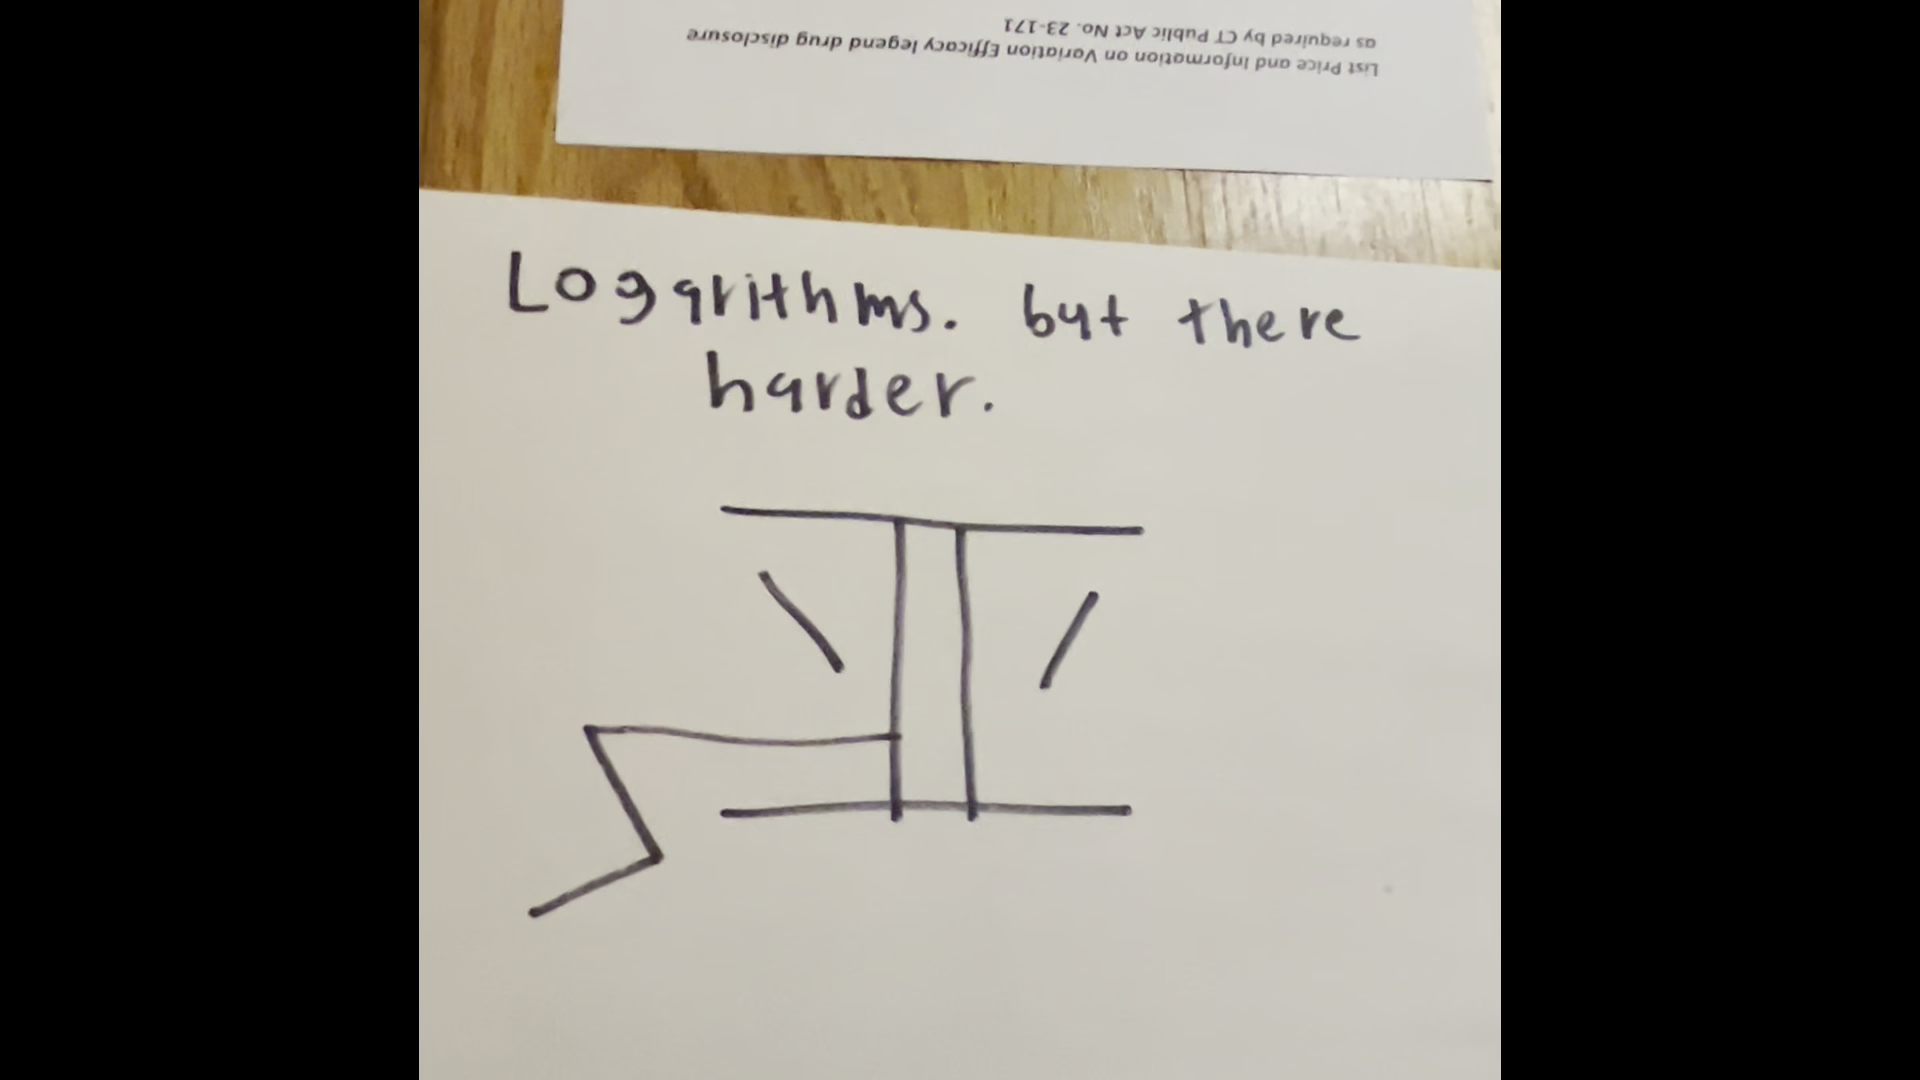 List Price and Information on Variation Efficacy legend drug disclosure
as required by CT Public Act No. 23-171
Logarithms. but there
harder.